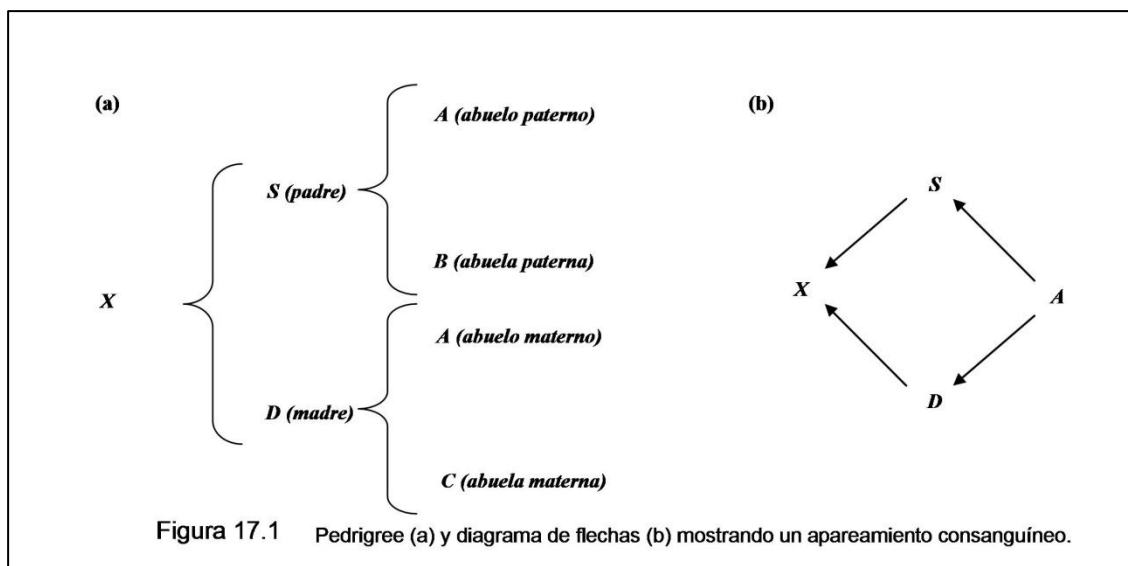 (a)
A (abuelo paterno)
S (padre)
B (abuela paterna)
X
A (abuelo materno)
D (madre)
C (abuela materna)
(b)
S
X
A
D
Figura 17.1 Pedrigree (a) y diagrama de flechas (b) mostrando un apareamiento consanguíneo.